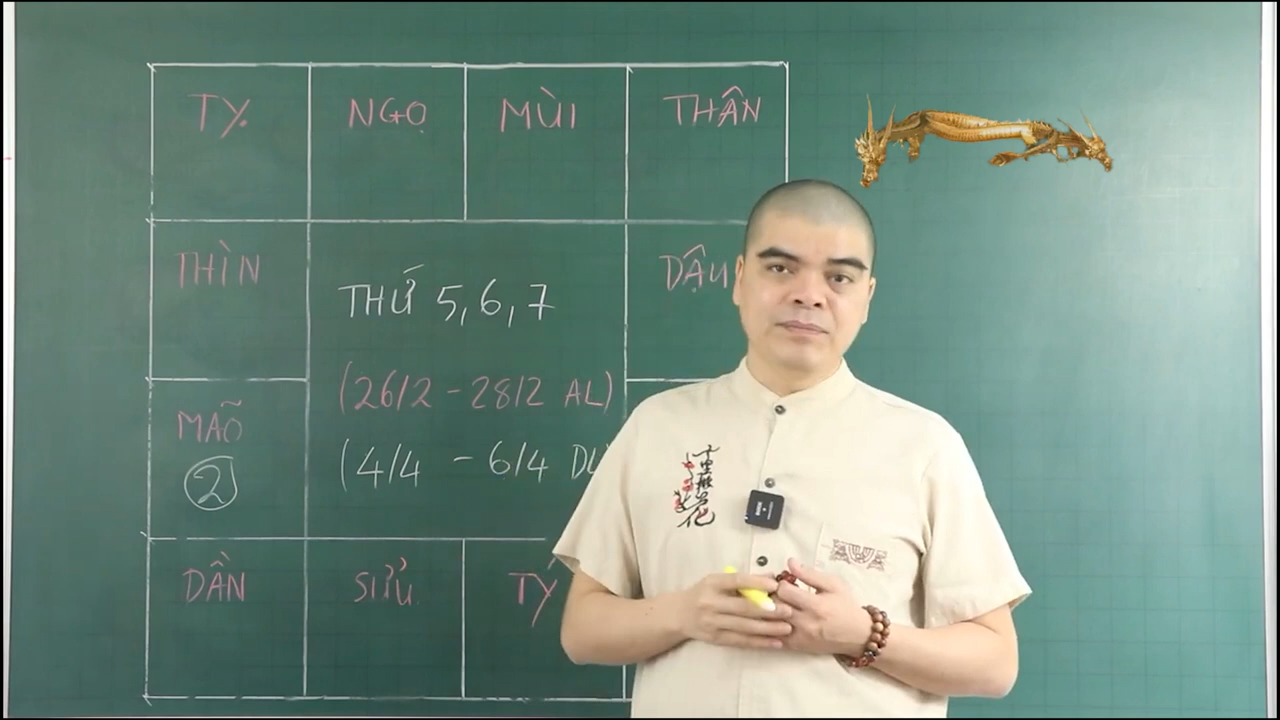 TỴ
NGỌ
MÙI
THÂN
THÌN
DẬU
THỨ 5,6,7
(26/2 - 28/2 AL)
MÃO
(4/4 - 6/4 DL
2
DẦN
SỬU
TÝ